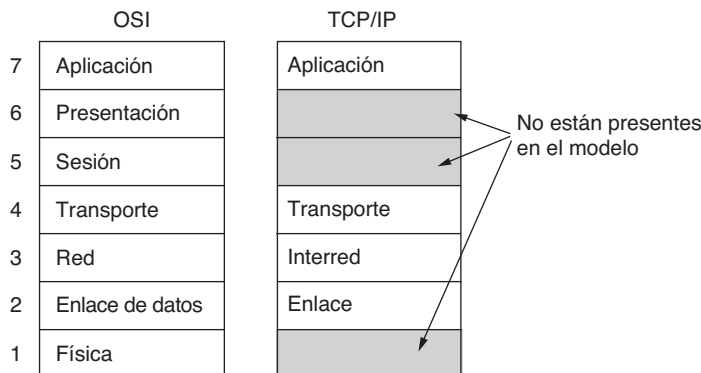 OSI TCP/IP
7 Aplicación Aplicación
6 Presentación
No están presentes
en el modelo
5 Sesión
4 Transporte Transporte
3 Red Interred
2 Enlace de datos Enlace
1 Física